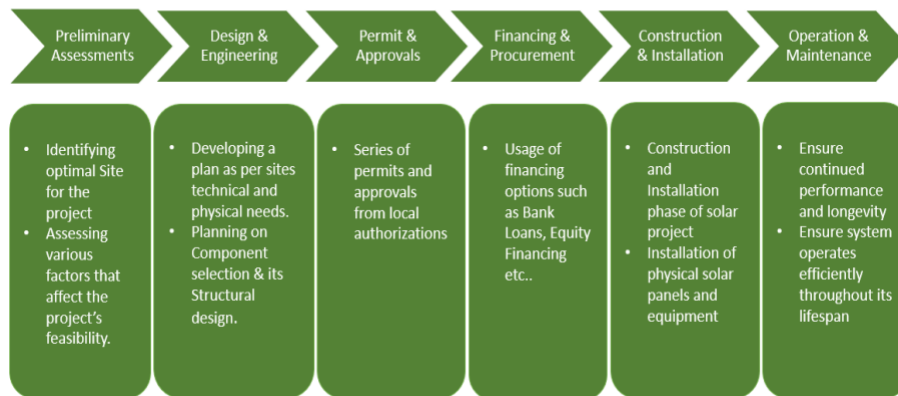 Preliminary
Assessments
Design &
Engineering
Permit &
Approvals
Financing &
Procurement
Construction
& Installation
Operation &
Maintenance
• Identifying
optimal Site for
the project
• Assessing
various
factors that
affect the
project's
feasibility.
• Developing a
plan as per sites
technical and
physical needs.
• Planning on
Component
selection & its
Structural
design.
• Series of
permits and
approvals
from local
authorizations
• Usage of
financing
options such
as Bank
Loans, Equity
Financing
etc..
• Construction
and
Installation
phase of solar
project
• Installation of
physical solar
panels and
equipment
• Ensure
continued
performance
and longevity
• Ensure system
operates
efficiently
throughout its
lifespan